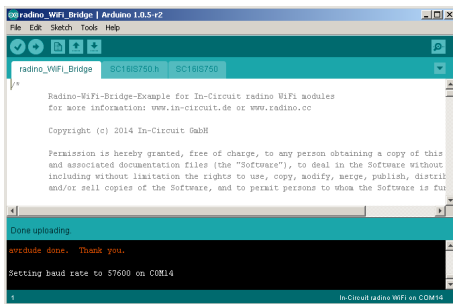 radino_WiFi_Bridge | Arduino 1.0.5-r2
File Edit Sketch Tools Help
radino_WiFi_Bridge SC16IS750.h SC16IS750
/*
Radino-WiFi-Bridge-Example for In-Circuit radino WiFi modules
for more information: www.in-circuit.de or www.radino.cc
Copyright (c) 2014 In-Circuit GmbH
Permission is hereby granted, free of charge, to any person obtaining a copy of this
and associated documentation files (the "Software"), to deal in the Software without
including without limitation the rights to use, copy, modify, merge, publish, distrib
and/or sell copies of the Software, and to permit persons to whom the Software is fur
Done uploading.
avrdude done. Thank you.
Setting baud rate to 57600 on COM14
1 In-Circuit radino WiFi on COM14